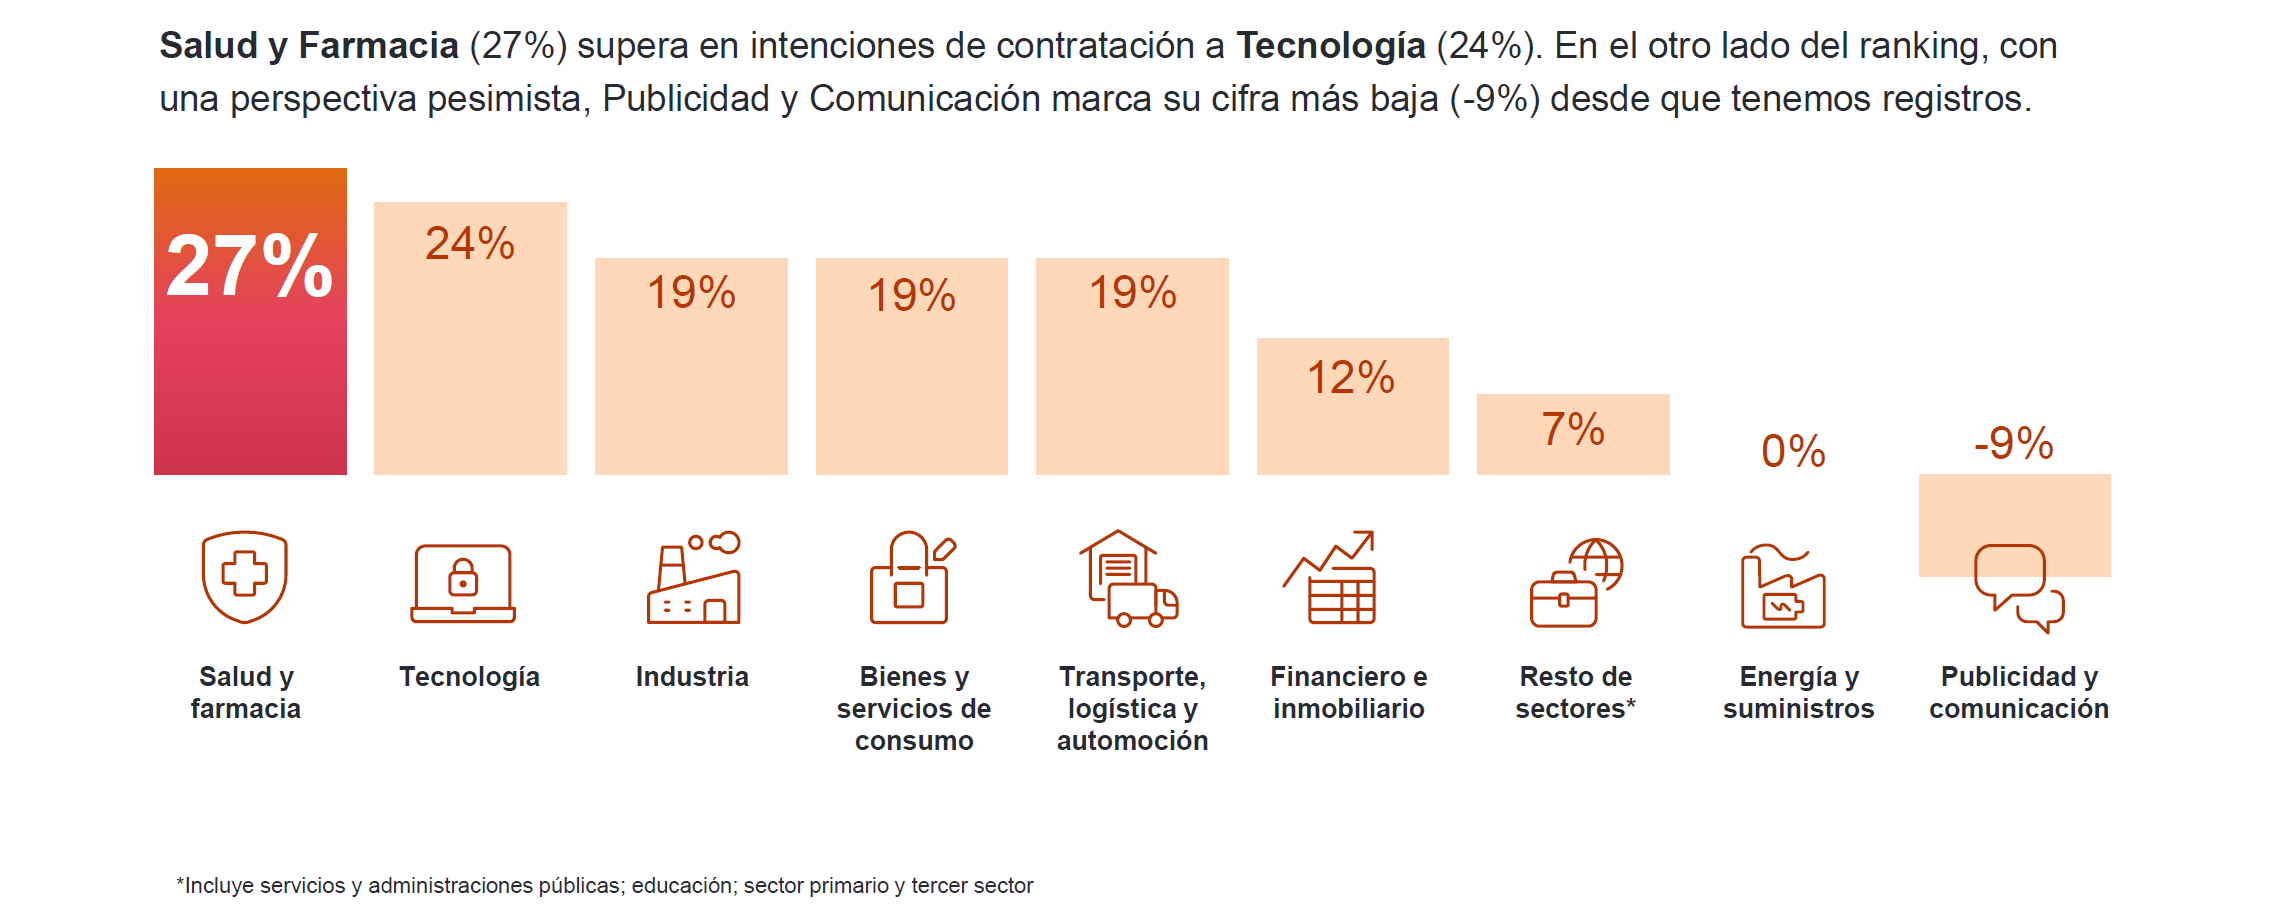 Salud y Farmacia (27%) supera en intenciones de contratación a Tecnología (24%). En el otro lado del ranking, con
una perspectiva pesimista, Publicidad y Comunicación marca su cifra más baja (-9%) desde que tenemos registros.
27%
24%
19%
19%
19%
12%
7%
0%
-9%
Salud y
farmacia
Tecnología
Industria
Bienes y
servicios de
consumo
Transporte,
logística y
automoción
Financiero e
inmobiliario
Resto de
sectores*
Energía y
suministros
Publicidad y
comunicación
*Incluye servicios y administraciones públicas; educación; sector primario y tercer sector